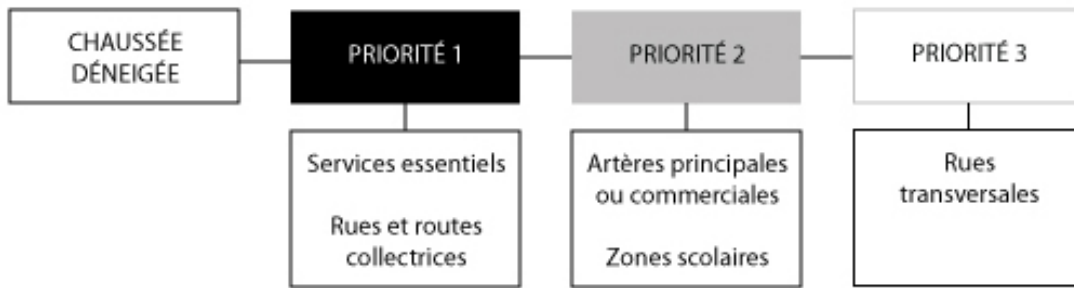 CHAUSSÉE
DÉNEIGÉE
PRIORITÉ 1
PRIORITÉ 2
PRIORITÉ 3
Services essentiels
Rues et routes
collectrices
Artères principales
ou commerciales
Zones scolaires
Rues
transversales